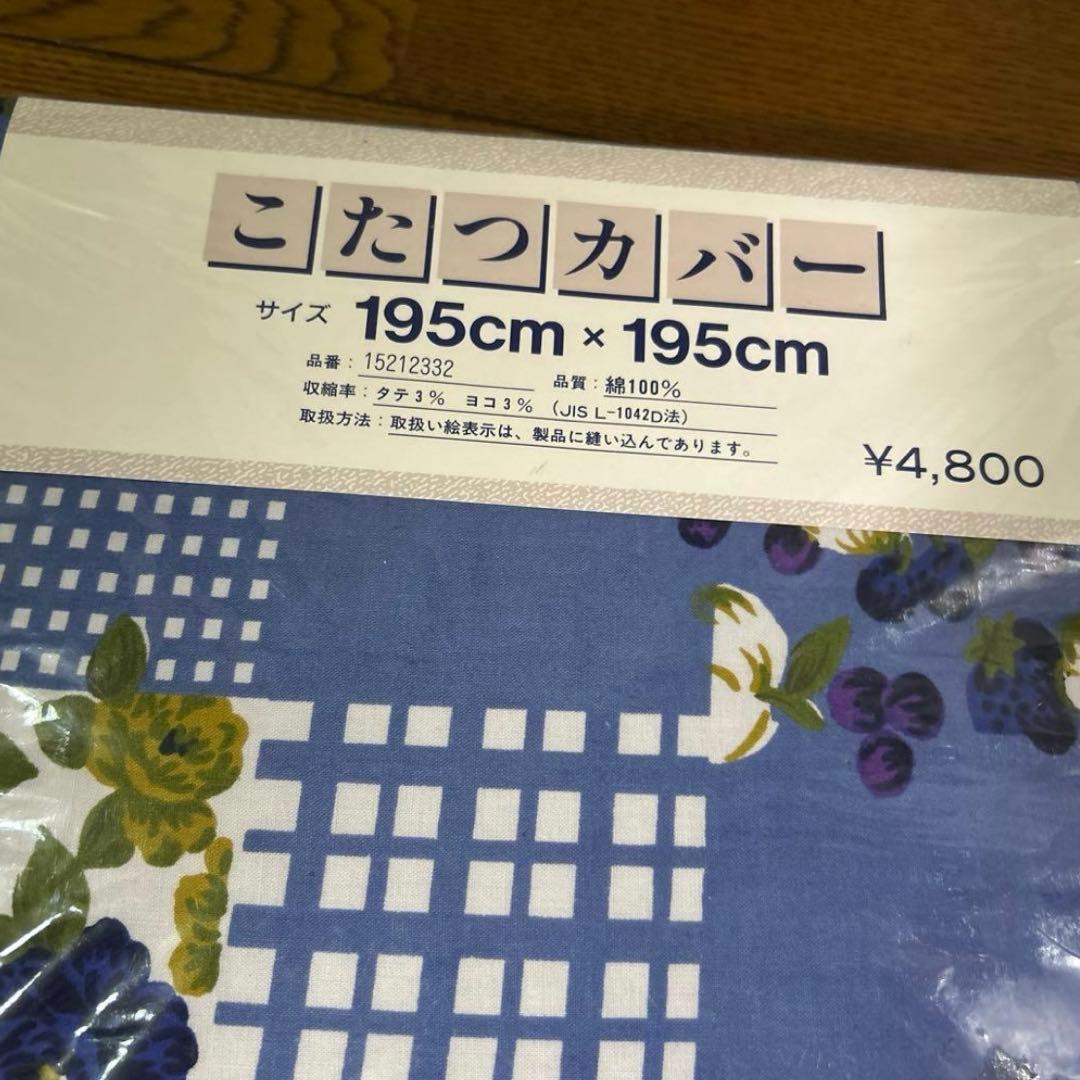 こたつカバー
サイズ 195cm × 195cm
品番：15212332 品質：綿100%
収縮率：タテ3% ヨコ3% （JIS L-1042D法）
取扱方法：取扱い絵表示は、製品に縫い込んであります。
¥4,800